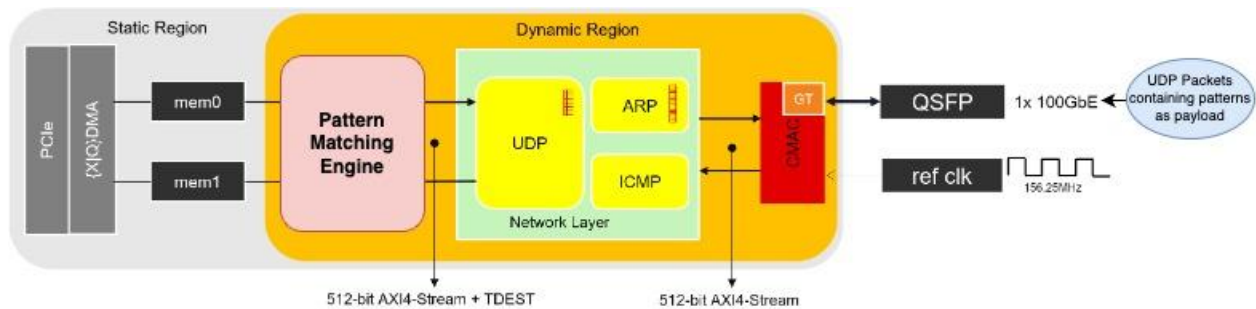 Static Region
Dynamic Region
PCIe
{X|Q}DMA
mem0
mem1
Pattern
Matching
Engine
UDP
ARP
ICMP
Network Layer
CMAC
GT
QSFP
1x 100GbE
UDP Packets
containing patterns
as payload
ref clk
156.25MHz
512-bit AXI4-Stream + TDEST
512-bit AXI4-Stream